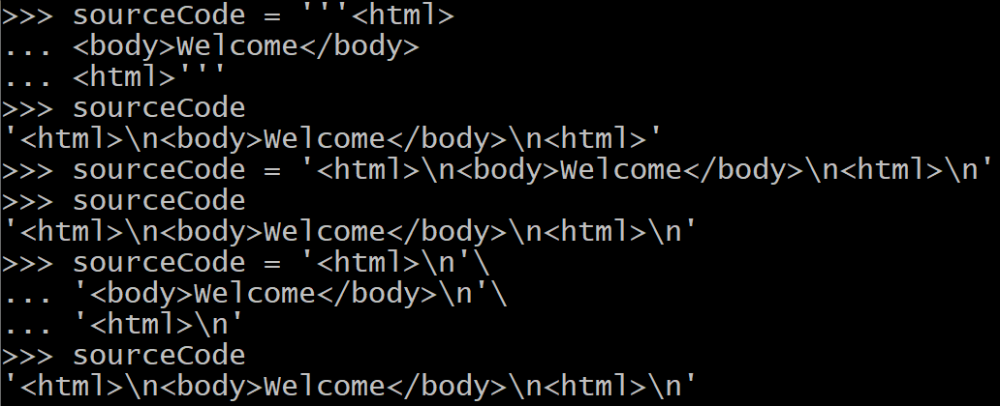 >>> sourceCode = '''<html>
... <body>Welcome</body>
... <html>'''
>>> sourceCode
'<html>\n<body>Welcome</body>\n<html>'
>>> sourceCode = '<html>\n<body>Welcome</body>\n<html>\n'
>>> sourceCode
'<html>\n<body>Welcome</body>\n<html>\n'
>>> sourceCode = '<html>\n'\
... '<body>Welcome</body>\n'\
... '<html>\n'
>>> sourceCode
'<html>\n<body>Welcome</body>\n<html>\n'